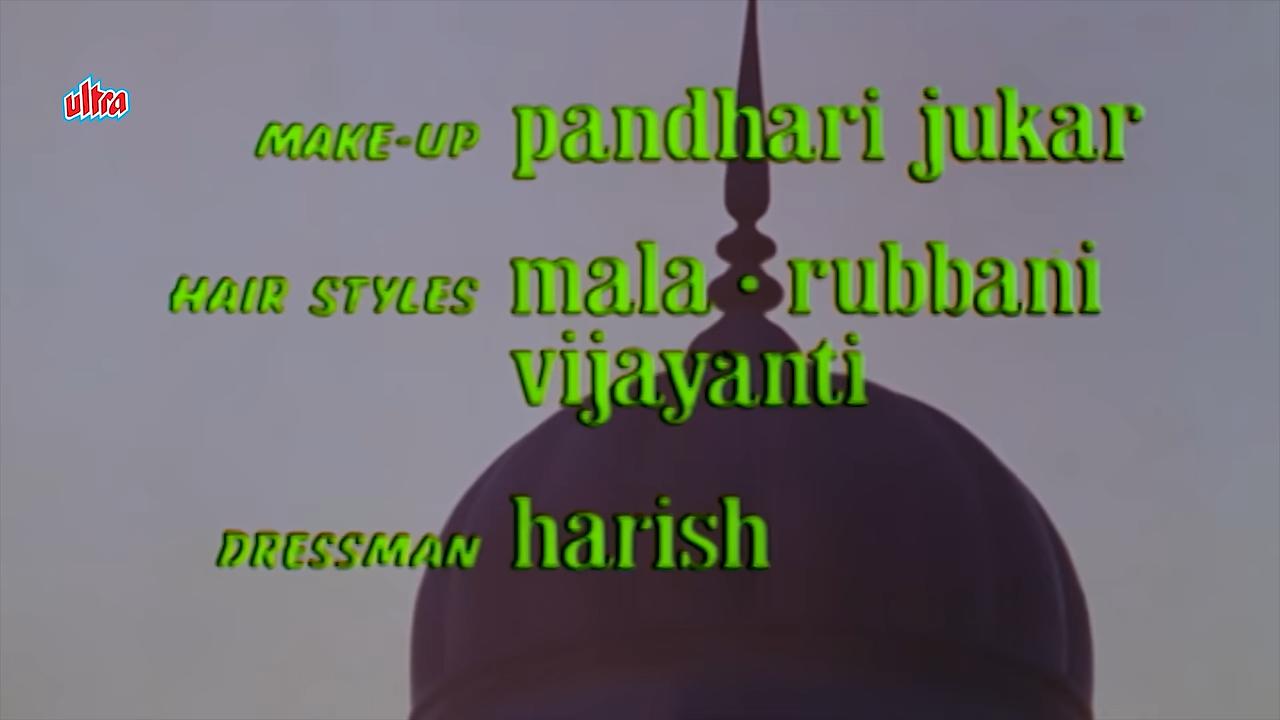 ultra
MAKE-UP pandhari jukar
HAIR STYLES mala • rubbani
vijayanti
DRESSMAN harish